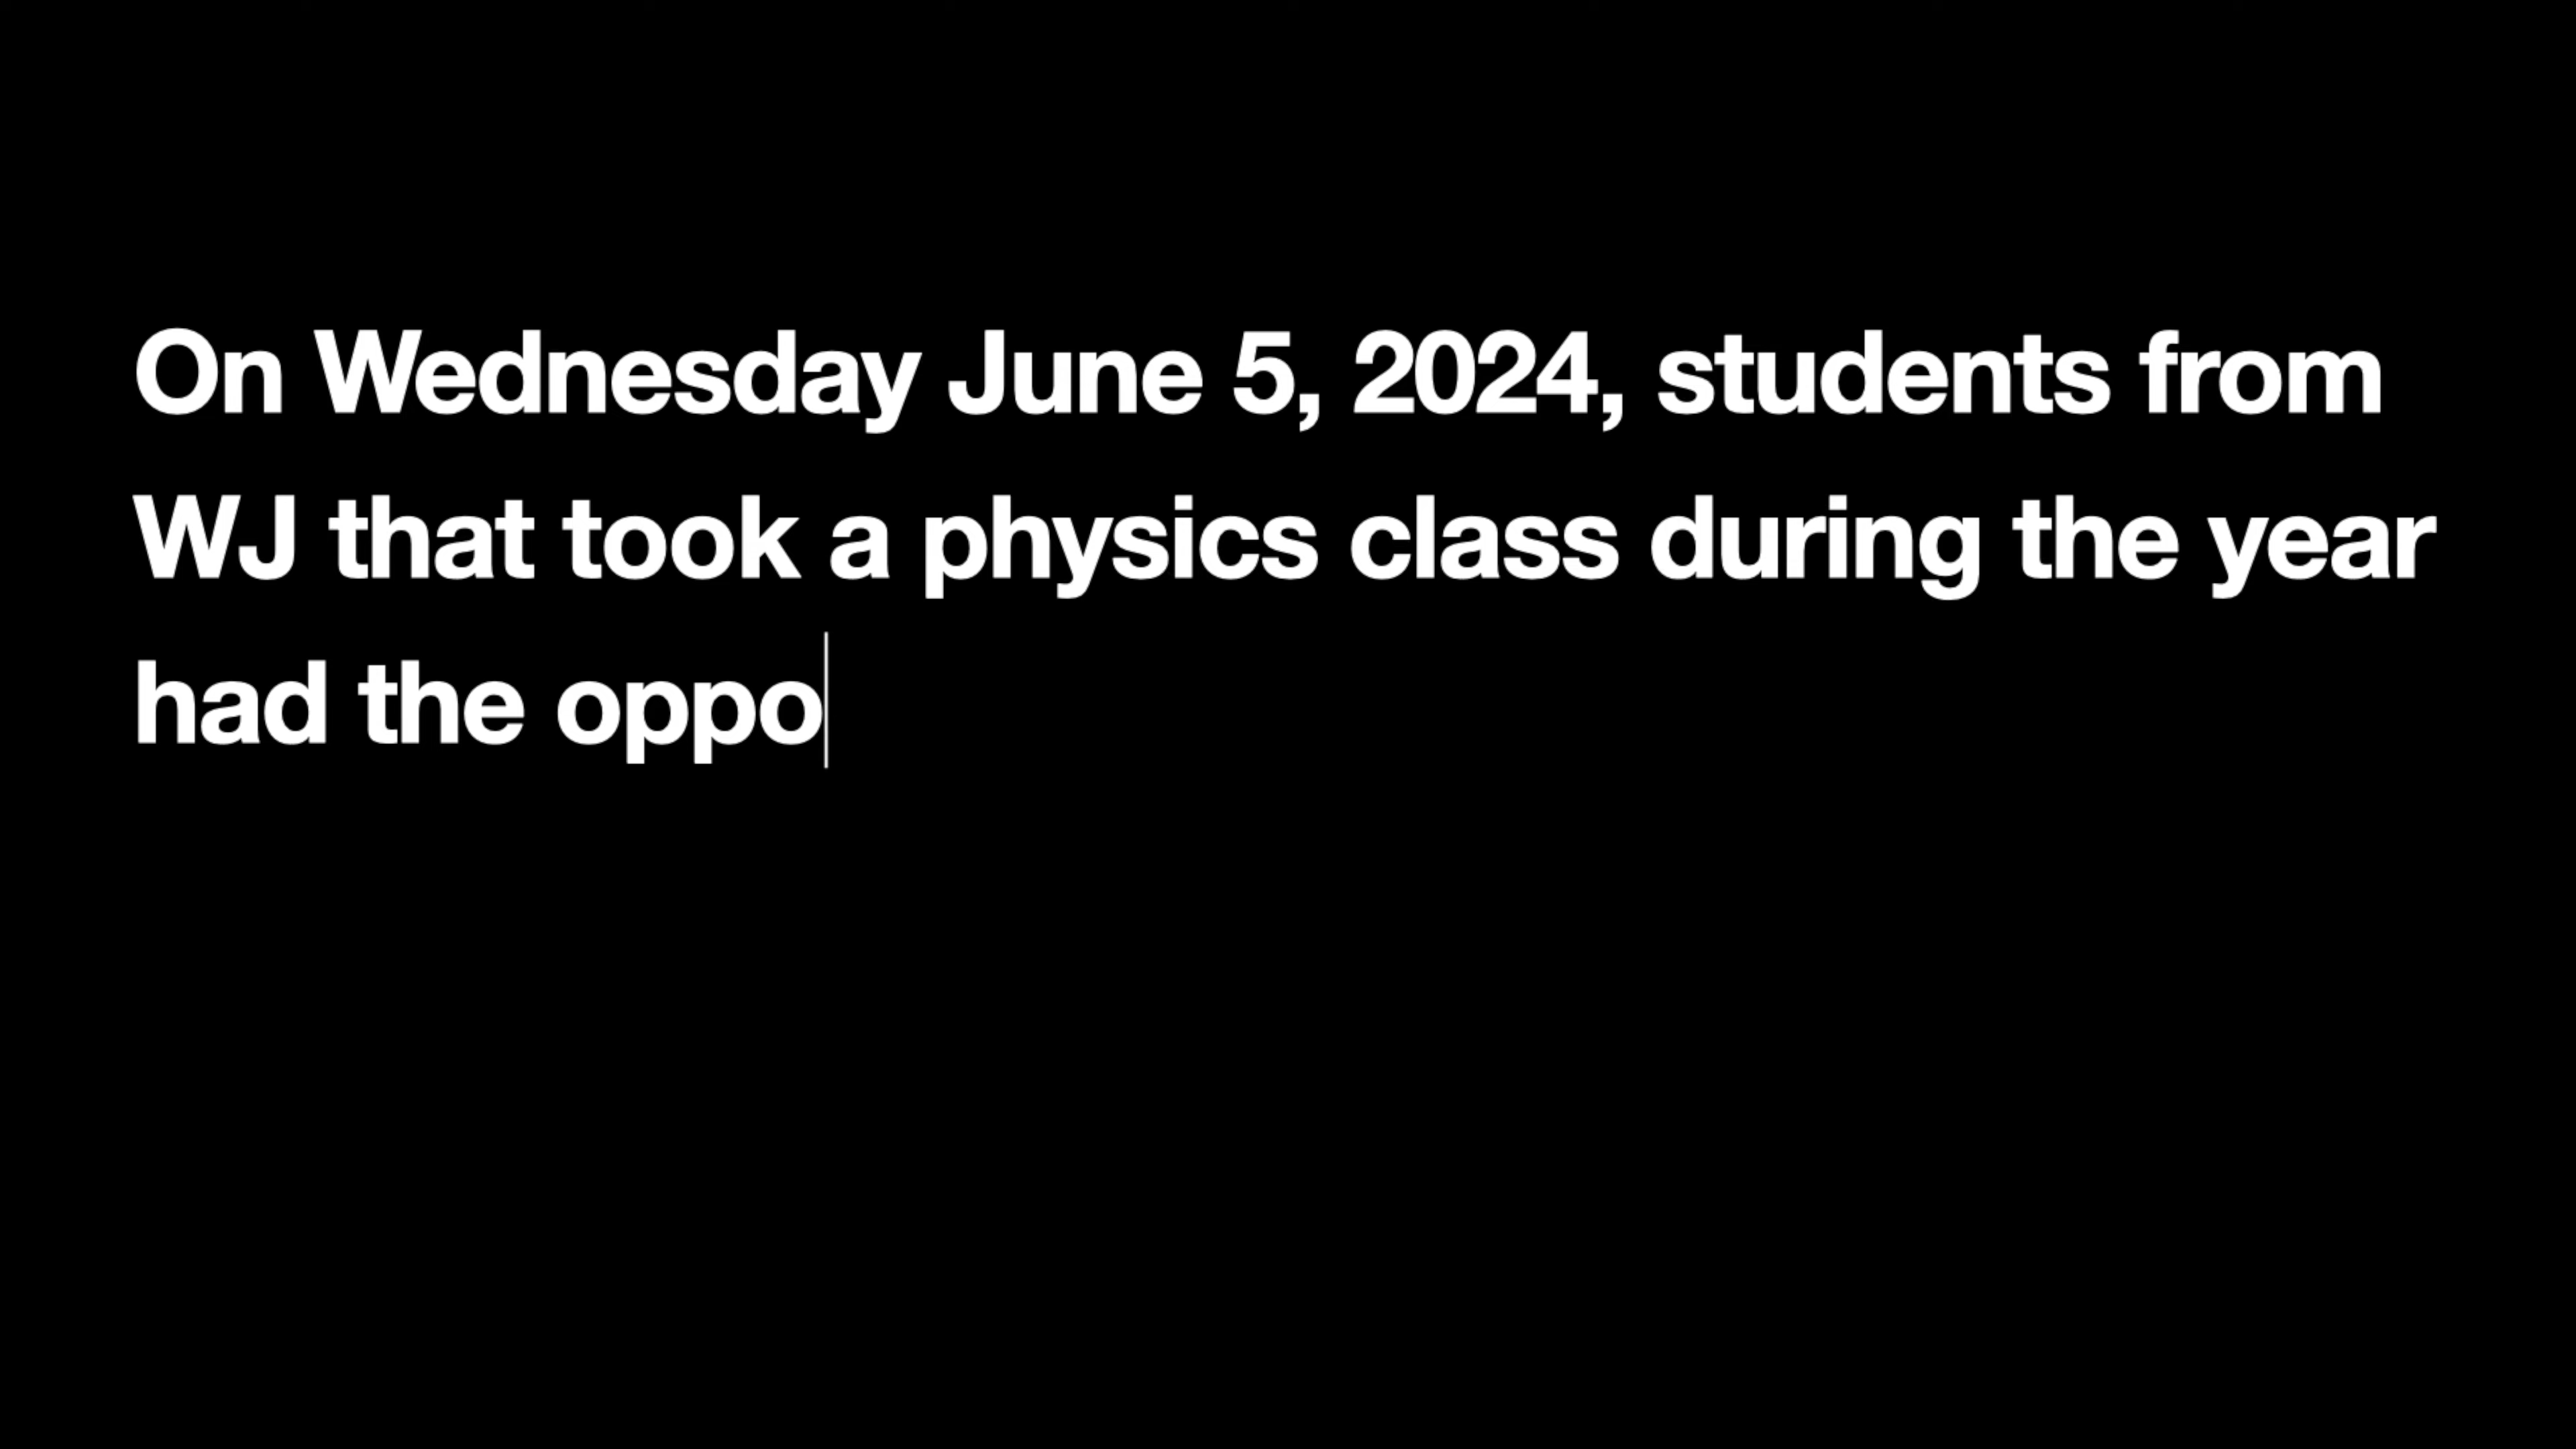 On Wednesday June 5, 2024, students from
WJ that took a physics class during the year
had the oppo